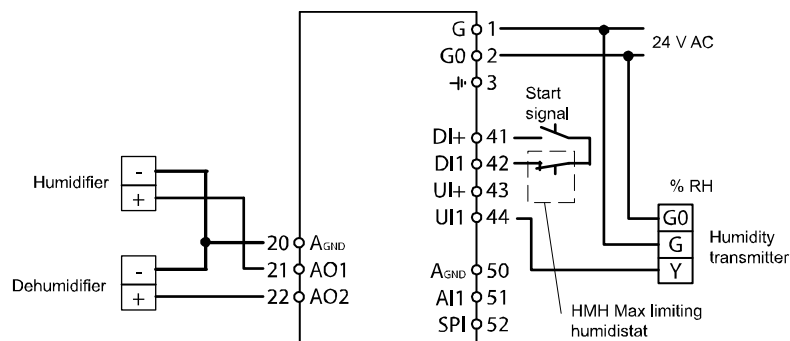 G 1
24 V AC
G0 2
3
Start
signal
DI+ 41
DI1 42
UI+ 43
UI1 44
Humidifier
-
+
% RH
G0
G
Y
Humidity
transmitter
20 AGND
21 AO1
22 AO2
Dehumidifier
-
+
AGND 50
AI1 51
SPI 52
HMH Max limiting
humidistat